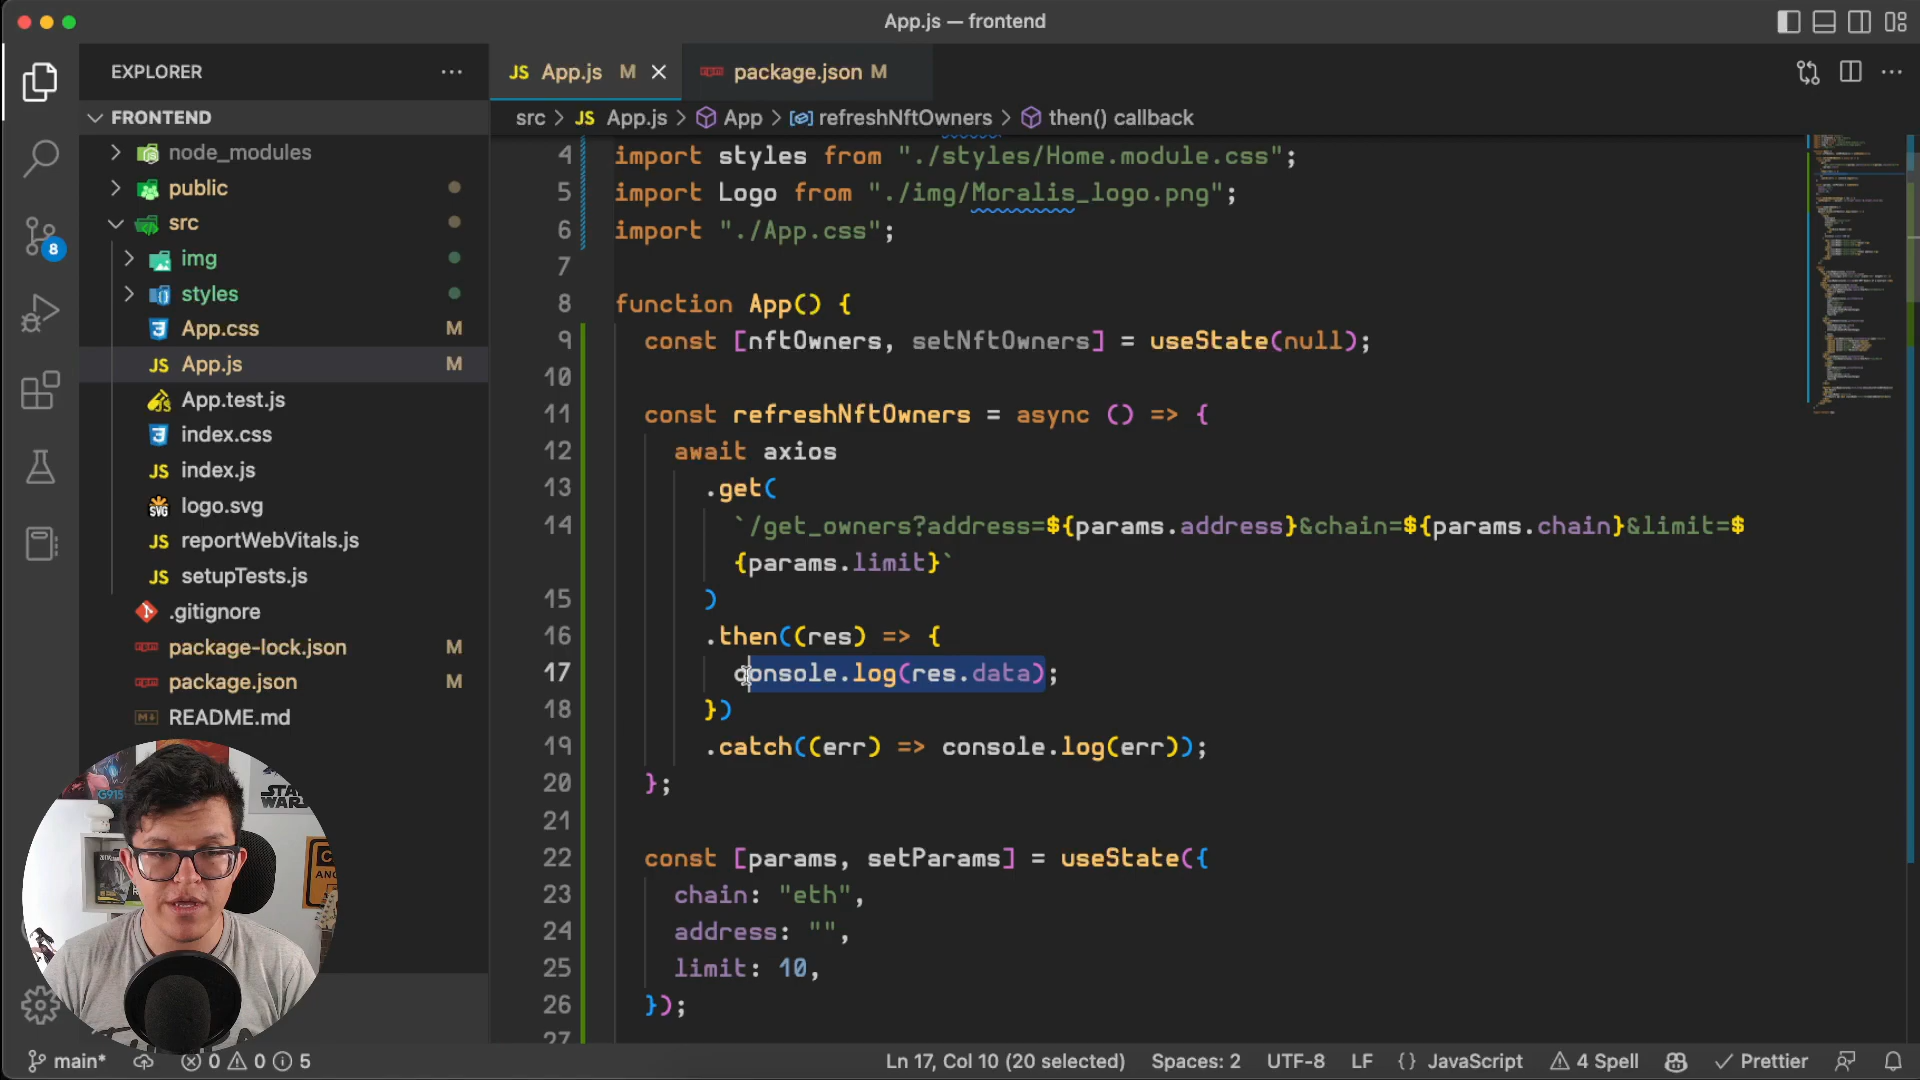 App.js — frontend
EXPLORER
FRONTEND
node_modules
public
src
img
styles
App.css M
App.js M
App.test.js
index.css
index.js
logo.svg
reportWebVitals.js
setupTests.js
.gitignore
package-lock.json M
package.json M
README.md
8
JS App.js M
package.json M
src > JS App.js > App > refreshNftOwners > then() callback
4 import styles from "./styles/Home.module.css";
5 import Logo from "./img/Moralis_logo.png";
6 import "./App.css";
7
8 function App() {
9 const [nftOwners, setNftOwners] = useState(null);
10
11 const refreshNftOwners = async () => {
12 await axios
13 .get(
14 `/get_owners?address=${params.address}&chain=${params.chain}&limit=$
{params.limit}`
15 )
16 .then((res) => {
17 console.log(res.data);
18 })
19 .catch((err) => console.log(err));
20 };
21
22 const [params, setParams] = useState({
23 chain: "eth",
24 address: "",
25 limit: 10,
26 });
27
G915
STAR
WARS
main* 0 0 5
Ln 17, Col 10 (20 selected) Spaces: 2 UTF-8 LF {} JavaScript 4 Spell Prettier